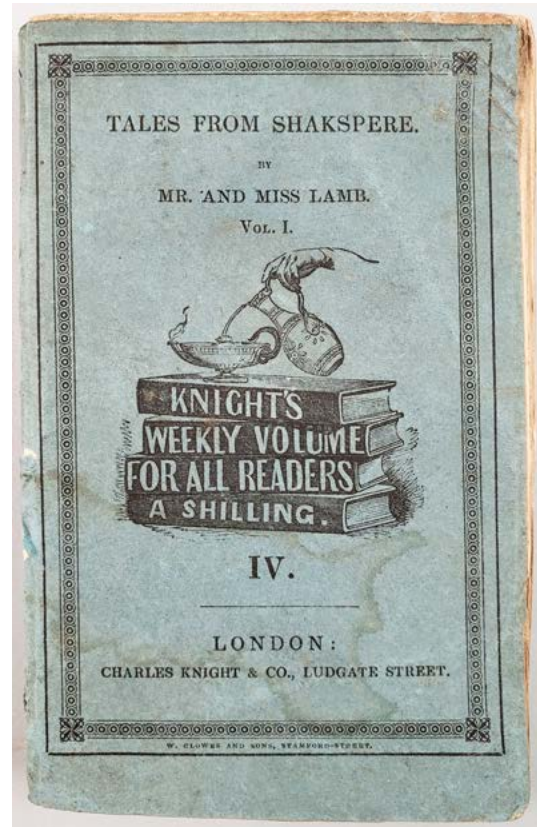 TALES FROM SHAKSPERE.
BY
MR. AND MISS LAMB.
VOL. I.
KNIGHT'S
WEEKLY VOLUME
FOR ALL READERS
A SHILLING.
IV.
LONDON:
CHARLES KNIGHT & CO., LUDGATE STREET.
W. CLOWES AND SONS, STAMFORD-STREET.